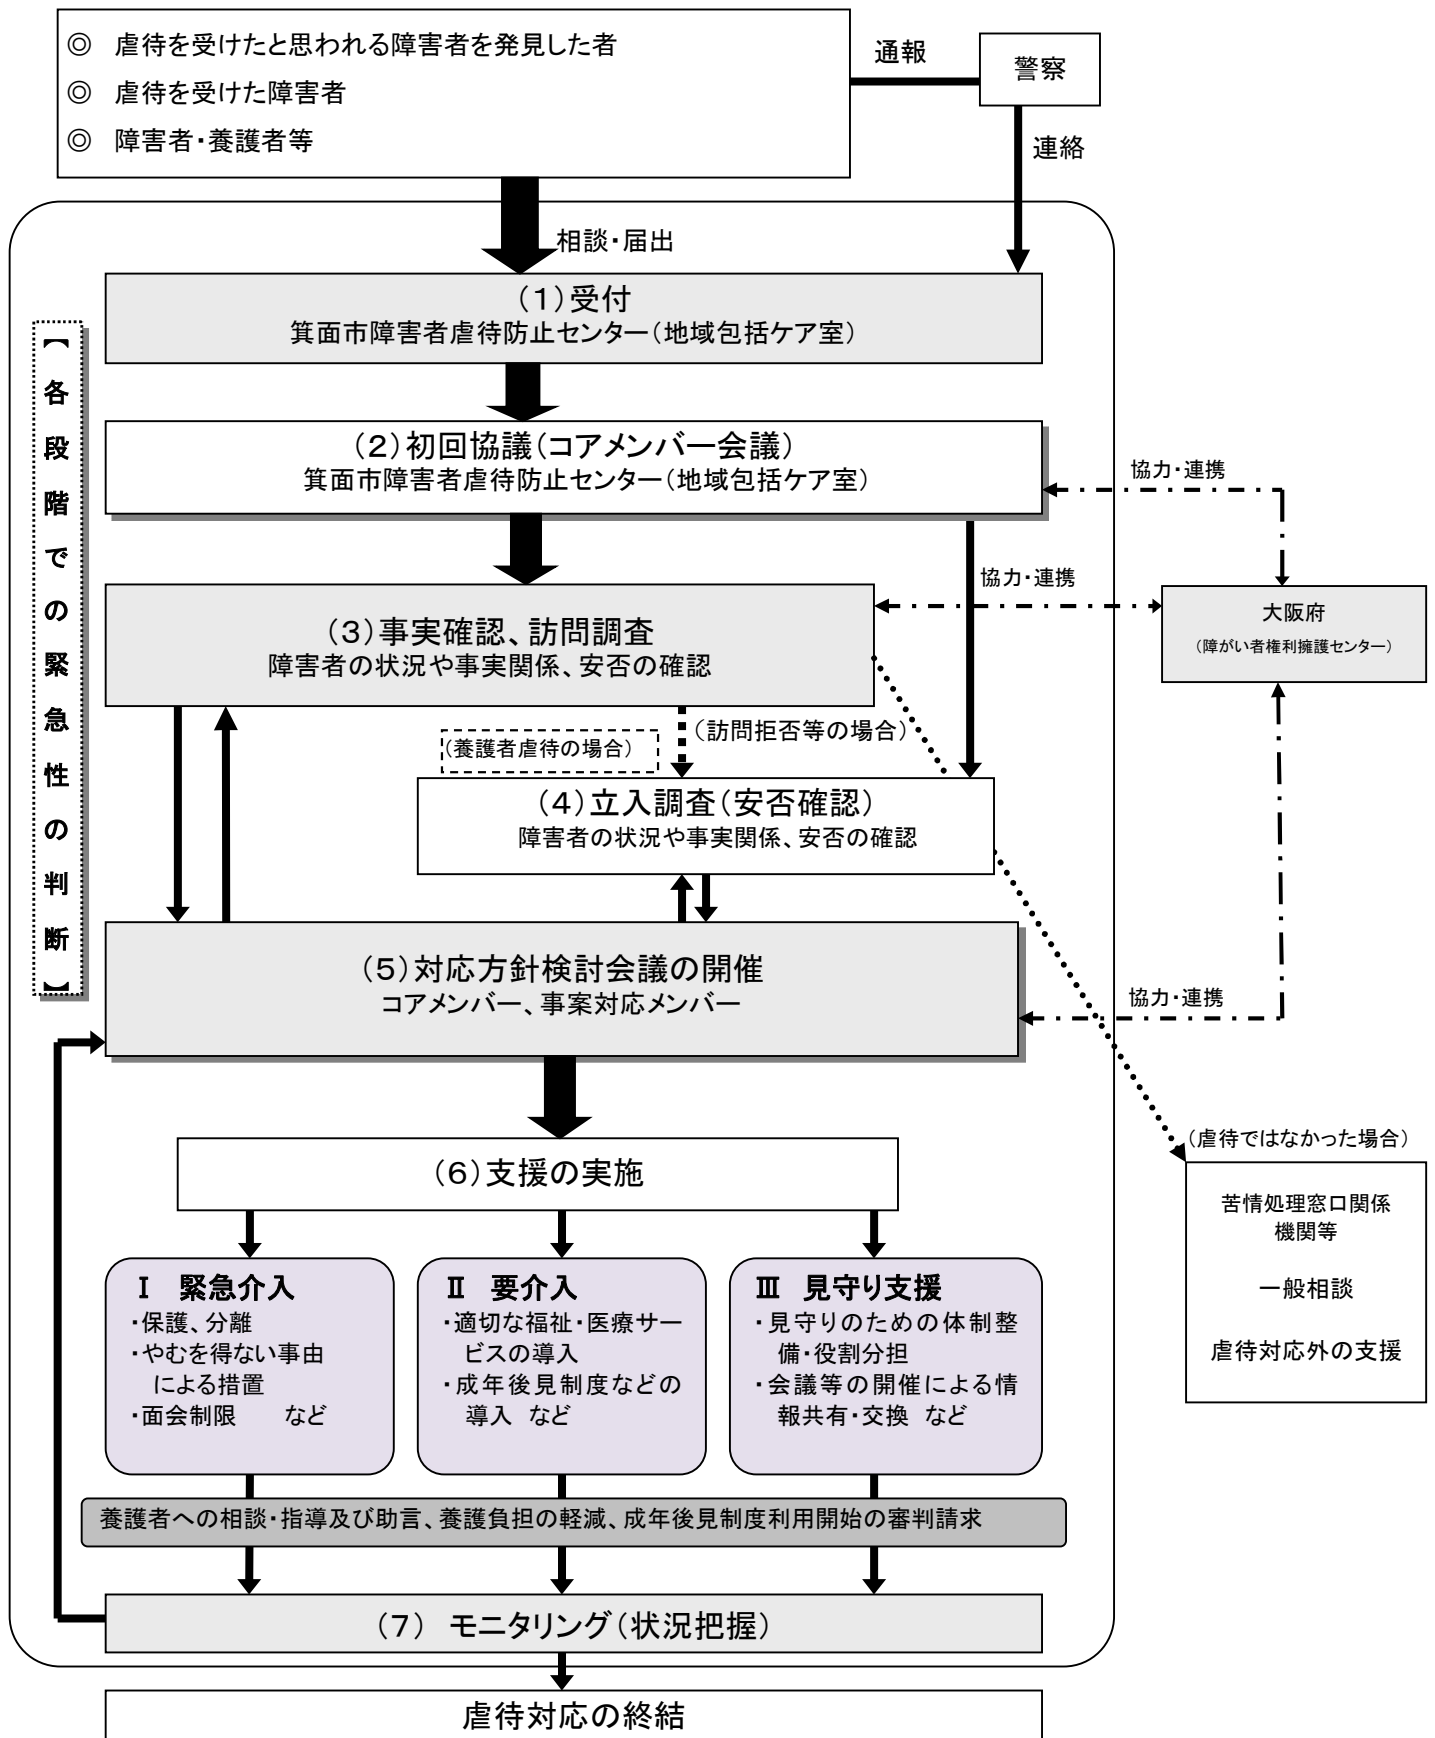 ◎ 虐待を受けたと思われる障害者を発見した者
◎ 虐待を受けた障害者
◎ 障害者・養護者等
通報
警察
連絡
相談・届出
（１）受付
箕面市障害者虐待防止センター（地域包括ケア室）
【各段階での緊急性の判断】
（２）初回協議（コアメンバー会議）
箕面市障害者虐待防止センター（地域包括ケア室）
協力・連携
（３）事実確認、訪問調査
障害者の状況や事実関係、安否の確認
協力・連携
大阪府
（障がい者権利擁護センター）
（養護者虐待の場合）
（訪問拒否等の場合）
（４）立入調査（安否確認）
障害者の状況や事実関係、安否の確認
（５）対応方針検討会議の開催
コアメンバー、事案対応メンバー
協力・連携
（６）支援の実施
（虐待ではなかった場合）
苦情処理窓口関係
機関等
一般相談
虐待対応外の支援
Ⅰ 緊急介入
・保護、分離
・やむを得ない事由
による措置
・面会制限 など
Ⅱ 要介入
・適切な福祉・医療サー
ビスの導入
・成年後見制度などの
導入 など
Ⅲ 見守り支援
・見守りのための体制整
備・役割分担
・会議等の開催による情
報共有・交換 など
養護者への相談・指導及び助言、養護負担の軽減、成年後見制度利用開始の審判請求
（７） モニタリング（状況把握）
虐待対応の終結